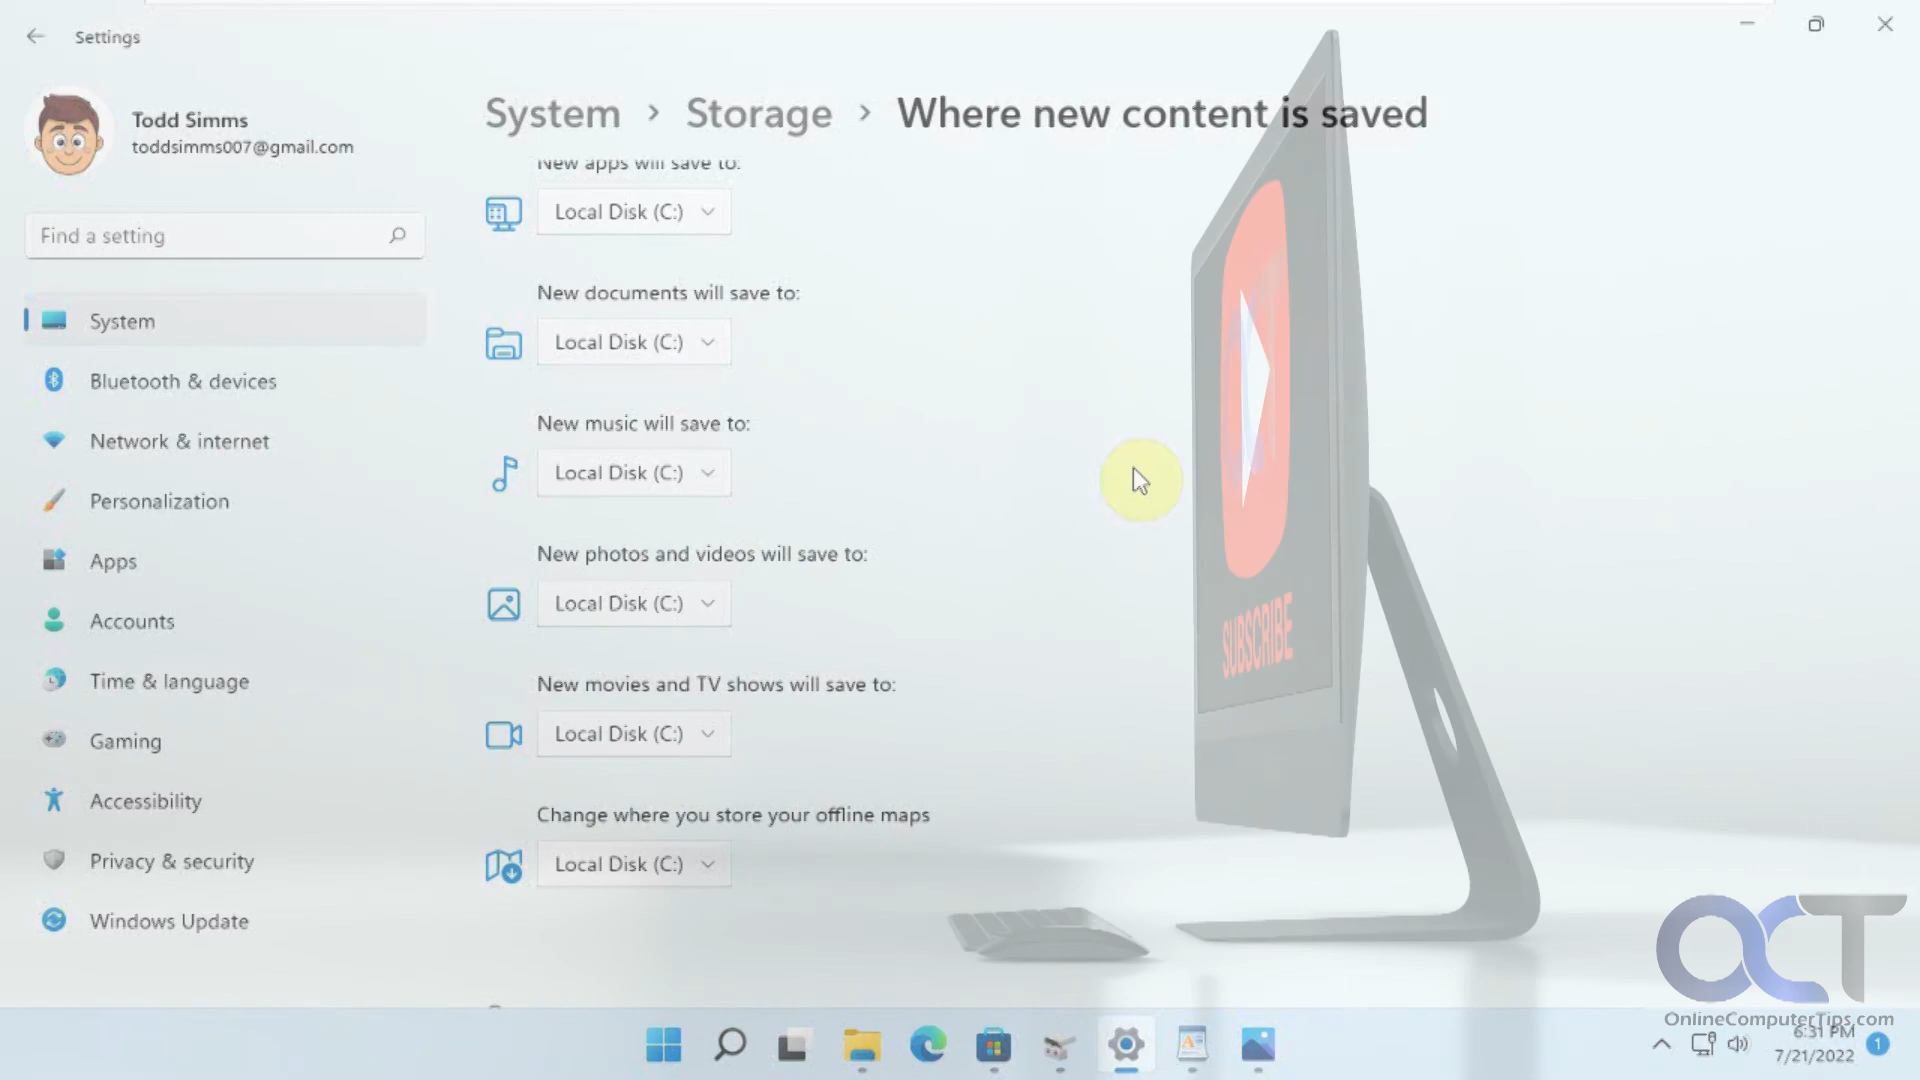 Settings
Todd Simms
toddsimms007@gmail.com
Find a setting
System
Bluetooth & devices
Network & internet
Personalization
Apps
Accounts
Time & language
Gaming
Accessibility
Privacy & security
Windows Update
System > Storage > Where new content is saved
New apps will save to:
Local Disk (C:)
New documents will save to:
Local Disk (C:)
New music will save to:
Local Disk (C:)
New photos and videos will save to:
Local Disk (C:)
New movies and TV shows will save to:
Local Disk (C:)
Change where you store your offline maps
Local Disk (C:)
SUBSCRIBE
OCT
OnlineComputerTips.com
6:31 PM
7/21/2022
1